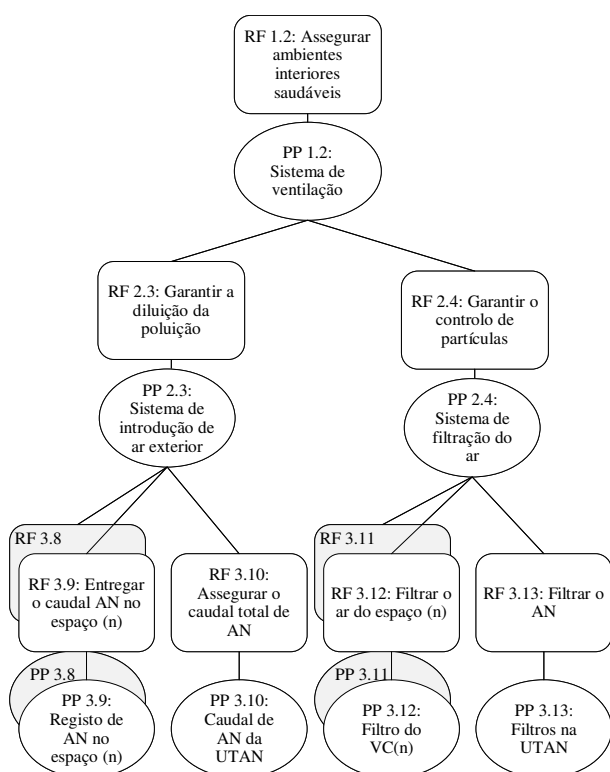 RF 1.2: Assegurar
ambientes
interiores
saudáveis
PP 1.2:
Sistema de
ventilação
RF 2.3: Garantir a
diluição da
poluição
RF 2.4: Garantir o
controlo de
partículas
PP 2.3:
Sistema de
introdução de
ar exterior
PP 2.4:
Sistema de
filtração do
ar
RF 3.8
RF 3.9: Entregar
o caudal AN no
espaço (n)
RF 3.10:
Assegurar o
caudal total de
AN
RF 3.11
RF 3.12: Filtrar o
ar do espaço (n)
RF 3.13: Filtrar o
AN
PP 3.8
PP 3.9:
Registo de
AN no
espaço (n)
PP 3.10:
Caudal de
AN da
UTAN
PP 3.11
PP 3.12:
Filtro do
VC(n)
PP 3.13:
Filtros na
UTAN